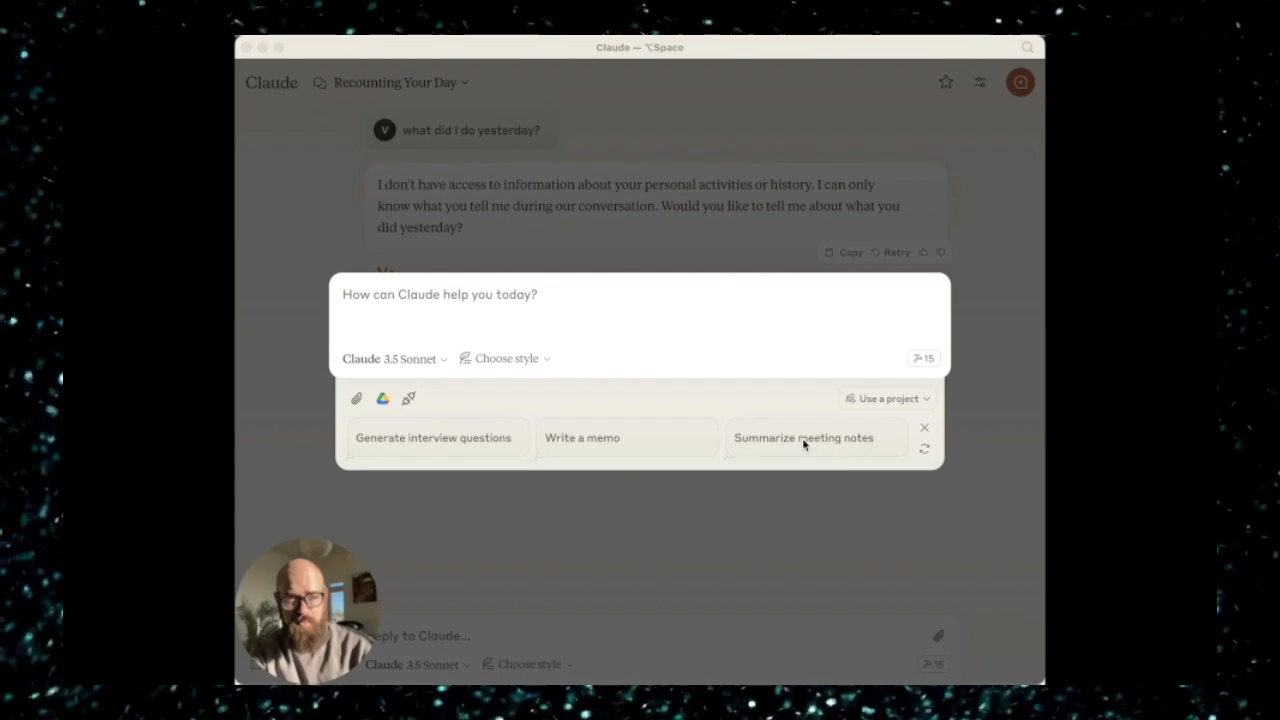 Claude — ⌥Space
Claude Recounting Your Day
V what did I do yesterday?
I don't have access to information about your personal activities or history. I can only
know what you tell me during our conversation. Would you like to tell me about what you
did yesterday?
Copy Retry
How can Claude help you today?
Claude 3.5 Sonnet Choose style 15
Use a project
Generate interview questions Write a memo Summarize meeting notes
eply to Claude...
Claude 3.5 Sonnet Choose style 15